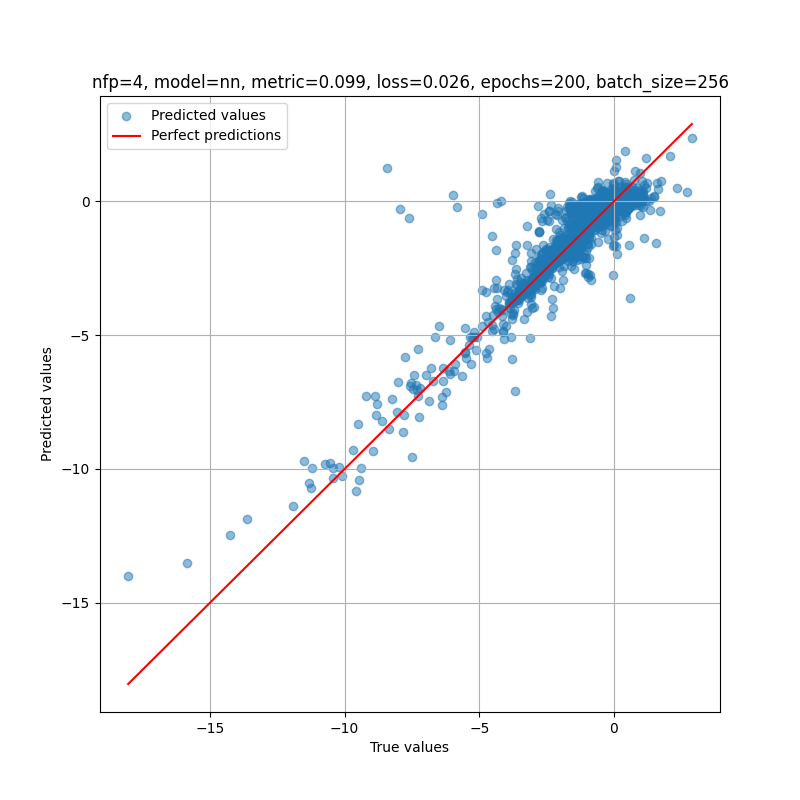 nfp=4, model=nn, metric=0.099, loss=0.026, epochs=200, batch_size=256
Predicted values
Perfect predictions
0
−5
−10
−15
Predicted values
−15
−10
−5
0
True values